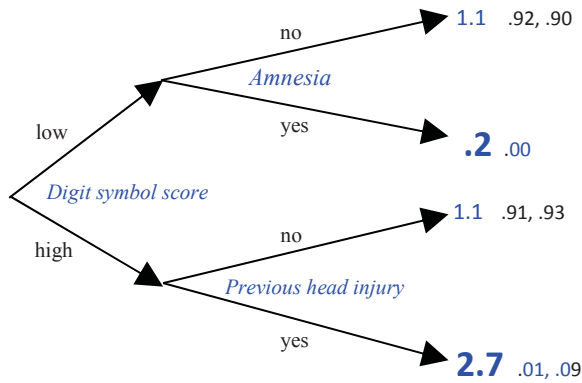 no
1.1 .92, .90
Amnesia
low
yes
.2 .00
Digit symbol score
high
no
1.1 .91, .93
Previous head injury
yes
2.7 .01, .09